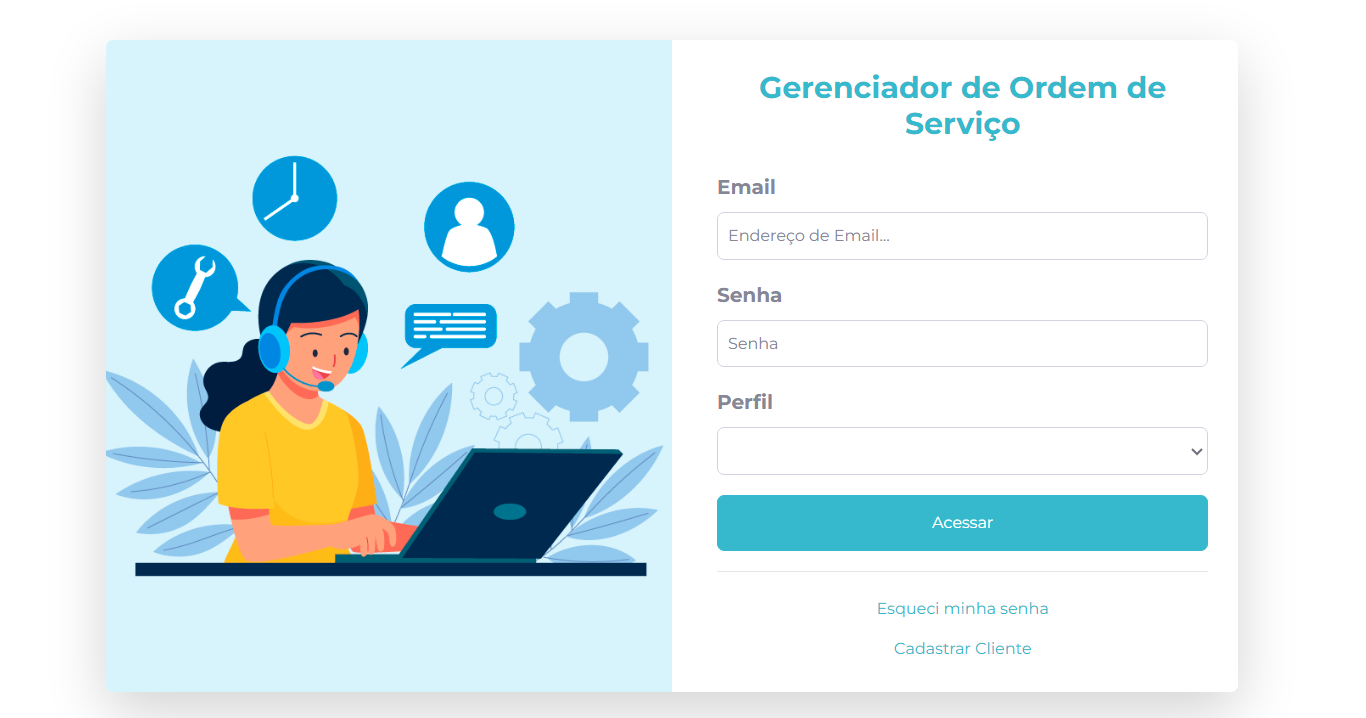 Gerenciador de Ordem de
Serviço
Email
Endereço de Email...
Senha
Senha
Perfil
Acessar
Esqueci minha senha
Cadastrar Cliente